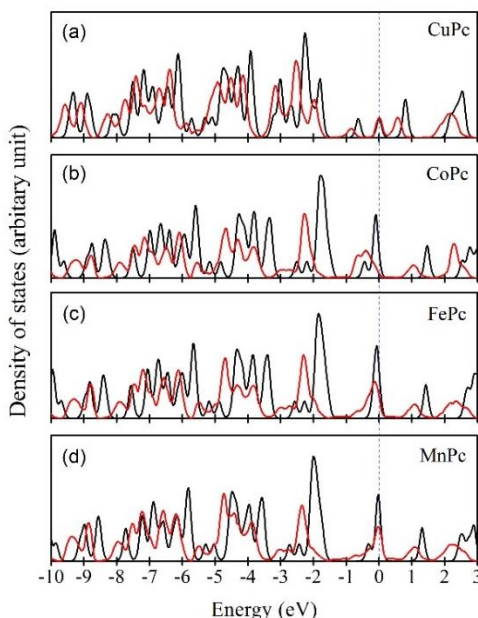 (a)
CuPc
(b)
CoPc
(c)
FePc
(d)
MnPc
Density of states (arbitary unit)
-10 -9 -8 -7 -6 -5 -4 -3 -2 -1 0 1 2 3
Energy (eV)